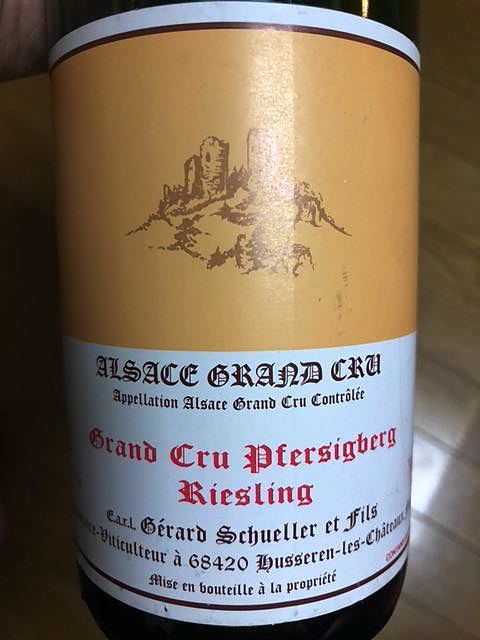 ALSACE GRAND CRU
Appellation Alsace Grand Cru Contrôlée
Grand Cru Pfersigberg
Riesling
E.a.r.l. Gérard Schueller et Fils
-Viticulteur à 68420 Husseren-les-Châteaux
Mise en bouteille à la propriété